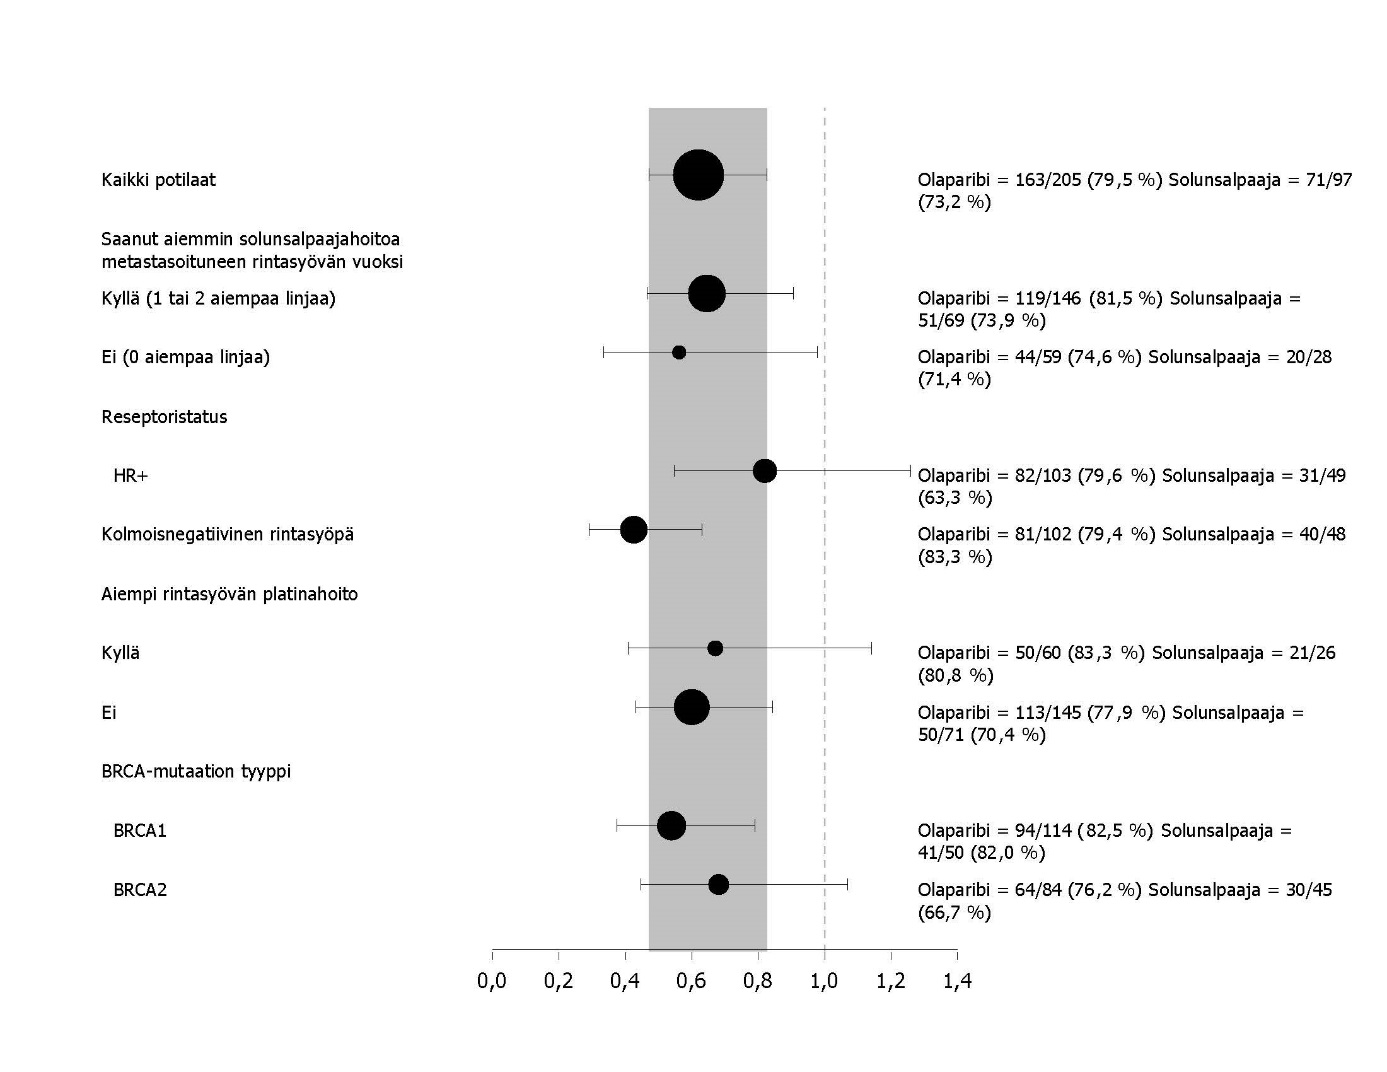 Kaikki potilaat
Olaparibi = 163/205 (79,5 %) Solunsalpaaja = 71/97
(73,2 %)
Saanut aiemmin solunsalpaajahoitoa
metastasoituneen rintasyövän vuoksi
Kyllä (1 tai 2 aiempaa linjaa)
Olaparibi = 119/146 (81,5 %) Solunsalpaaja =
51/69 (73,9 %)
Ei (0 aiempaa linjaa)
Olaparibi = 44/59 (74,6 %) Solunsalpaaja = 20/28
(71,4 %)
Reseptoristatus
HR+
Olaparibi = 82/103 (79,6 %) Solunsalpaaja = 31/49
(63,3 %)
Kolmoisnegatiivinen rintasyöpä
Olaparibi = 81/102 (79,4 %) Solunsalpaaja = 40/48
(83,3 %)
Aiempi rintasyövän platinahoito
Kyllä
Olaparibi = 50/60 (83,3 %) Solunsalpaaja = 21/26
(80,8 %)
Ei
Olaparibi = 113/145 (77,9 %) Solunsalpaaja =
50/71 (70,4 %)
BRCA-mutaation tyyppi
BRCA1
Olaparibi = 94/114 (82,5 %) Solunsalpaaja =
41/50 (82,0 %)
BRCA2
Olaparibi = 64/84 (76,2 %) Solunsalpaaja = 30/45
(66,7 %)
0,0 0,2 0,4 0,6 0,8 1,0 1,2 1,4